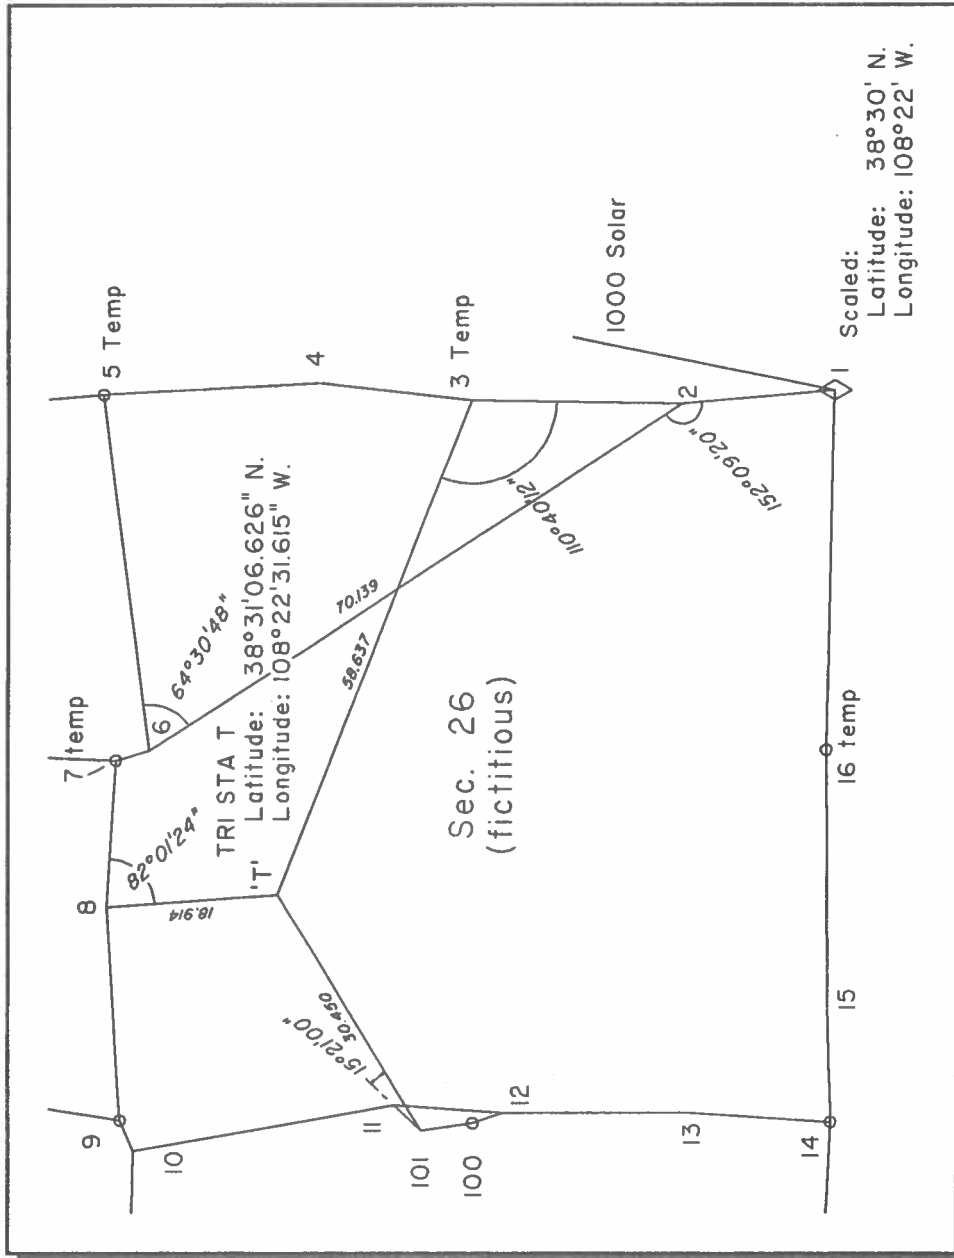 5 Temp
4
3 Temp
1000 Solar
2
1
Scaled:
Latitude: 38°30' N.
Longitude: 108°22' W.
152°09'20"
110°40'12"
70.139
58.637
64°30'48"
6
7 temp
TRI STA T
Latitude: 38°31'06.626" N.
Longitude: 108°22'31.615" W.
82°01'24"
8
'T'
18.914
Sec. 26
(fictitious)
16 temp
15
30.450
T 15°21'00"
9
10
11
12
101
100
13
14